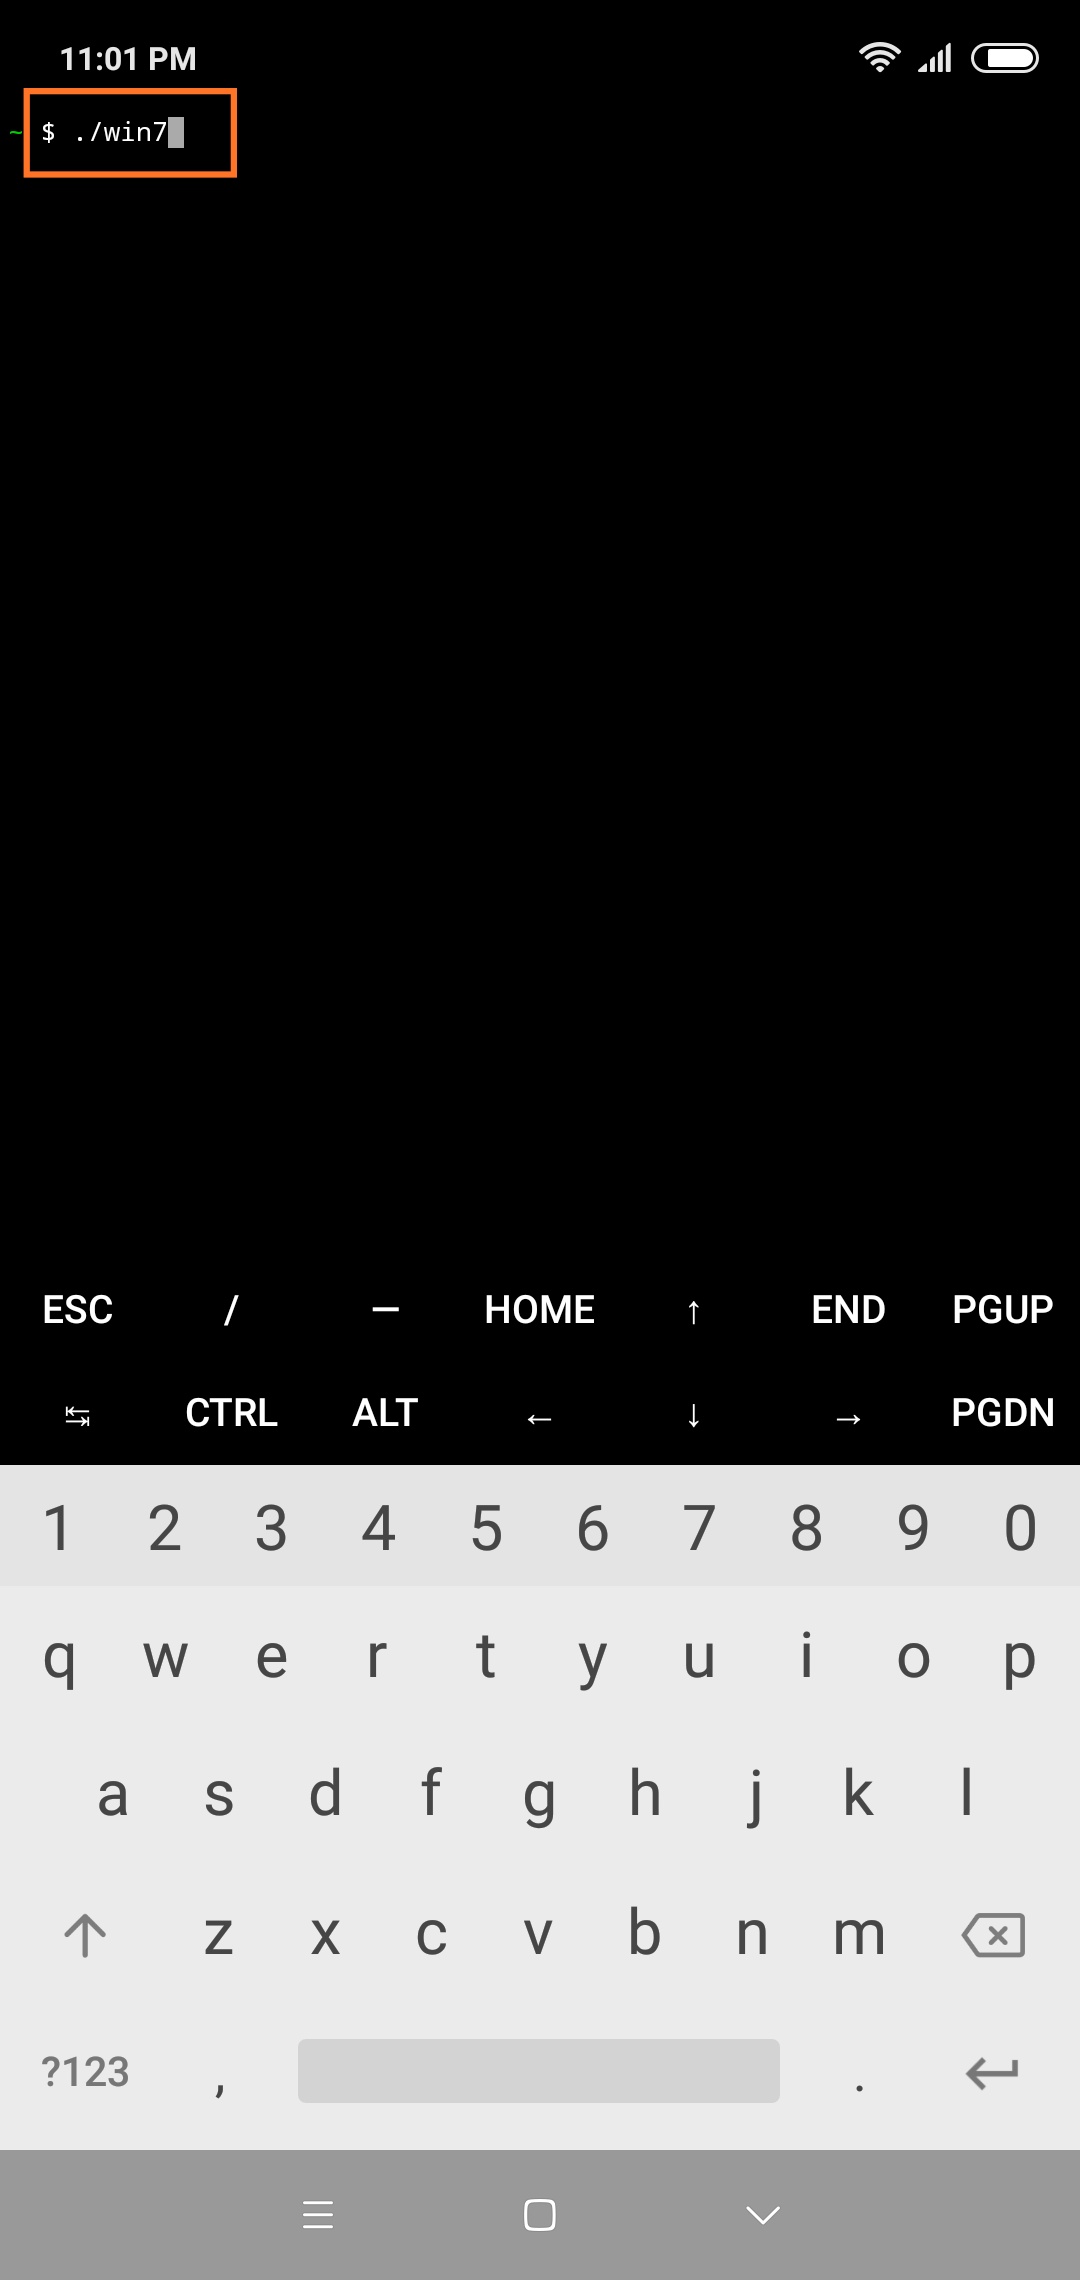 11:01 PM
~ $ ./win7
ESC / — HOME ↑ END PGUP
↹ CTRL ALT ← ↓ → PGDN
1 2 3 4 5 6 7 8 9 0
q w e r t y u i o p
a s d f g h j k l
z x c v b n m
?123 , .